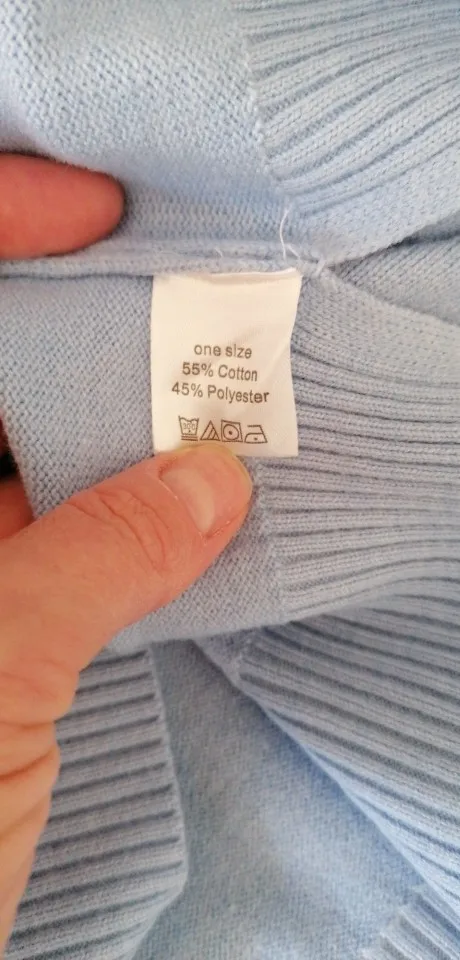 one size
55% Cotton
45% Polyester